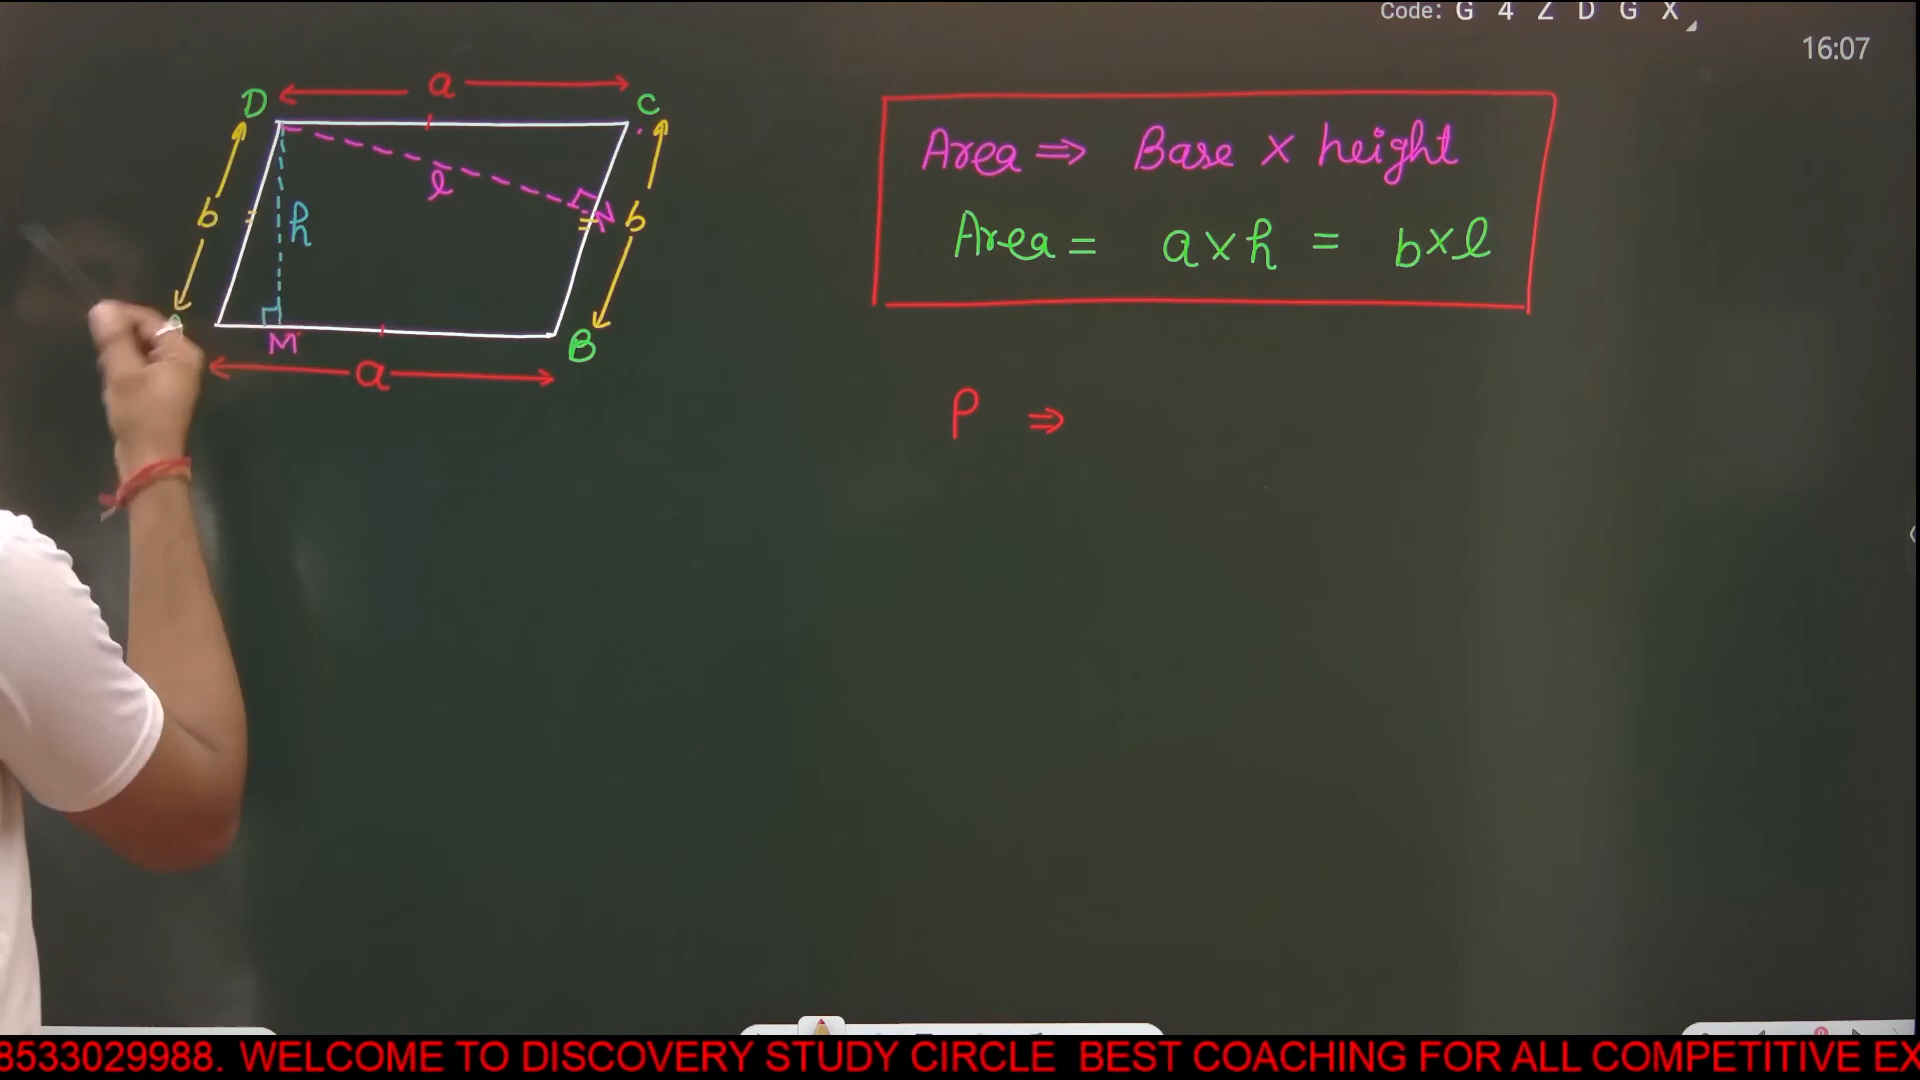 Code: G 4 Z D G X
16:07
D a C
b h l N b
M B
a
Area ⇒ Base × height
Area = a×h = b×l
P ⇒
8533029988. WELCOME TO DISCOVERY STUDY CIRCLE BEST COACHING FOR ALL COMPETITIVE EX